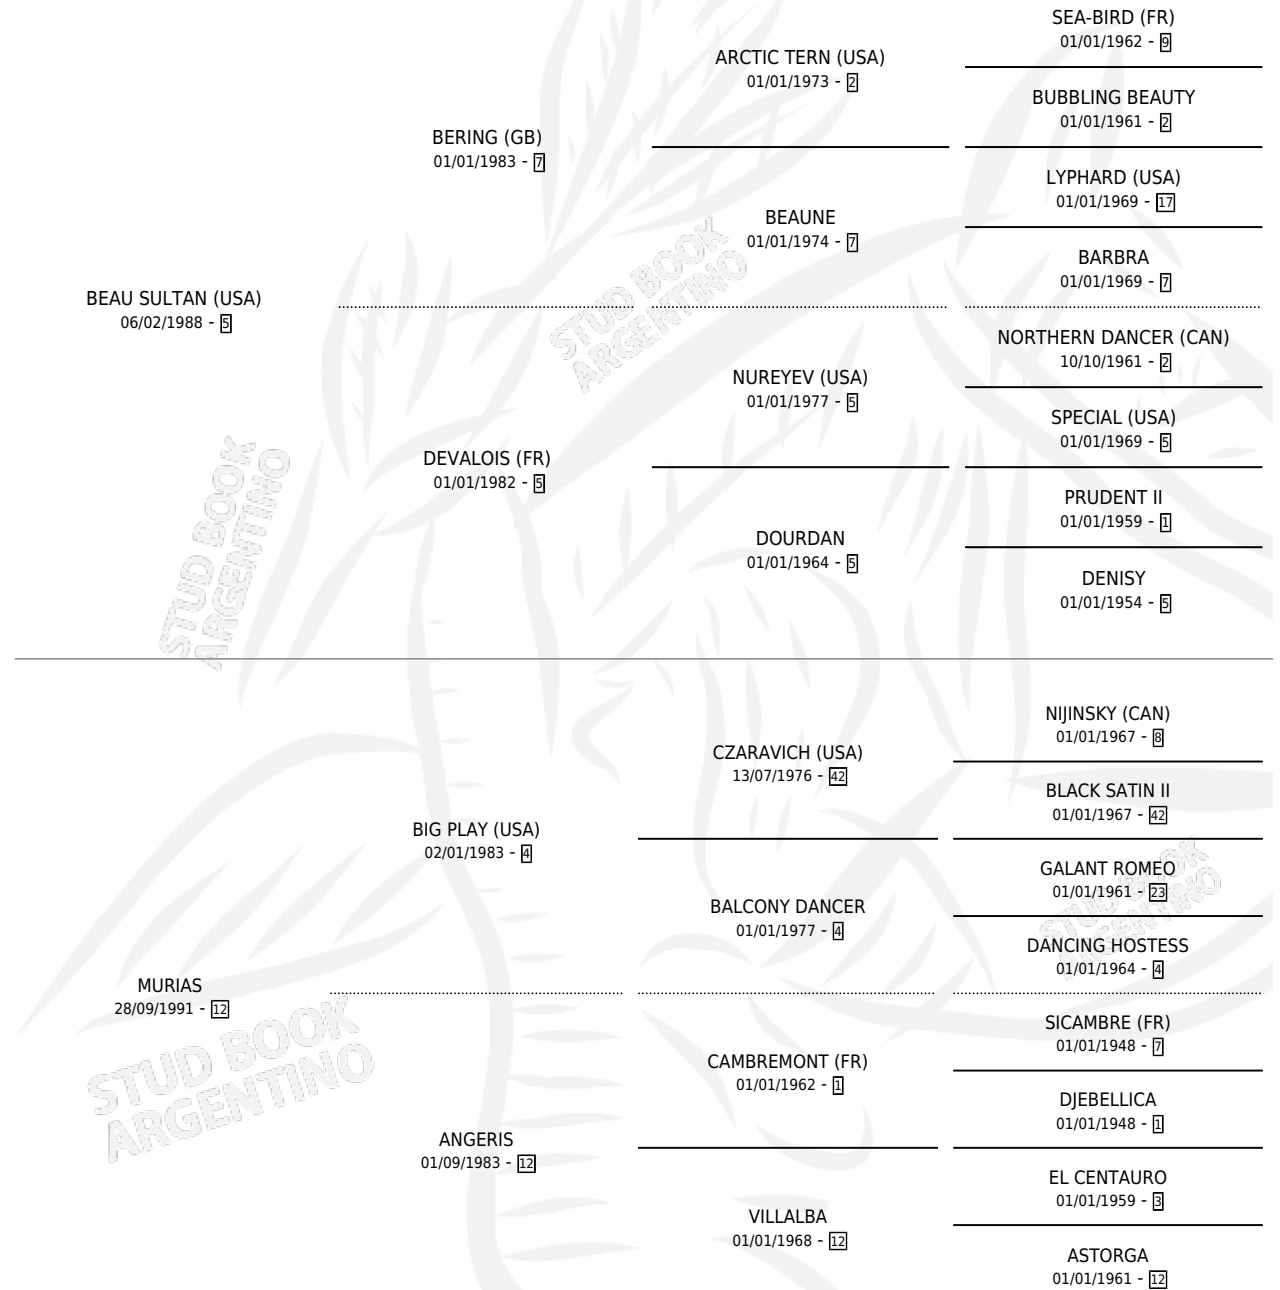 SEA-BIRD (FR)
01/01/1962 - 9
ARCTIC TERN (USA)
01/01/1973 - 2
BUBBLING BEAUTY
01/01/1961 - 2
BERING (GB)
01/01/1983 - 7
LYPHARD (USA)
01/01/1969 - 17
BEAUNE
01/01/1974 - 7
BARBRA
01/01/1969 - 7
BEAU SULTAN (USA)
06/02/1988 - 5
NORTHERN DANCER (CAN)
10/10/1961 - 2
NUREYEV (USA)
01/01/1977 - 5
SPECIAL (USA)
01/01/1969 - 5
DEVALOIS (FR)
01/01/1982 - 5
PRUDENT II
01/01/1959 - 1
DOURDAN
01/01/1964 - 5
DENISY
01/01/1954 - 5
NIJINSKY (CAN)
01/01/1967 - 8
CZARAVICH (USA)
13/07/1976 - 42
BLACK SATIN II
01/01/1967 - 42
BIG PLAY (USA)
02/01/1983 - 4
GALANT ROMEO
01/01/1961 - 23
BALCONY DANCER
01/01/1977 - 4
DANCING HOSTESS
01/01/1964 - 4
MURIAS
28/09/1991 - 12
SICAMBRE (FR)
01/01/1948 - 7
CAMBREMONT (FR)
01/01/1962 - 1
DJEBELLICA
01/01/1948 - 1
ANGERIS
01/09/1983 - 12
EL CENTAURO
01/01/1959 - 3
VILLALBA
01/01/1968 - 12
ASTORGA
01/01/1961 - 12
STUD BOOK
ARGENTINO
STUD BOOK
ARGENTINO
STUD BOOK
ARGENTINO
STUD BOOK
ARGENTINO